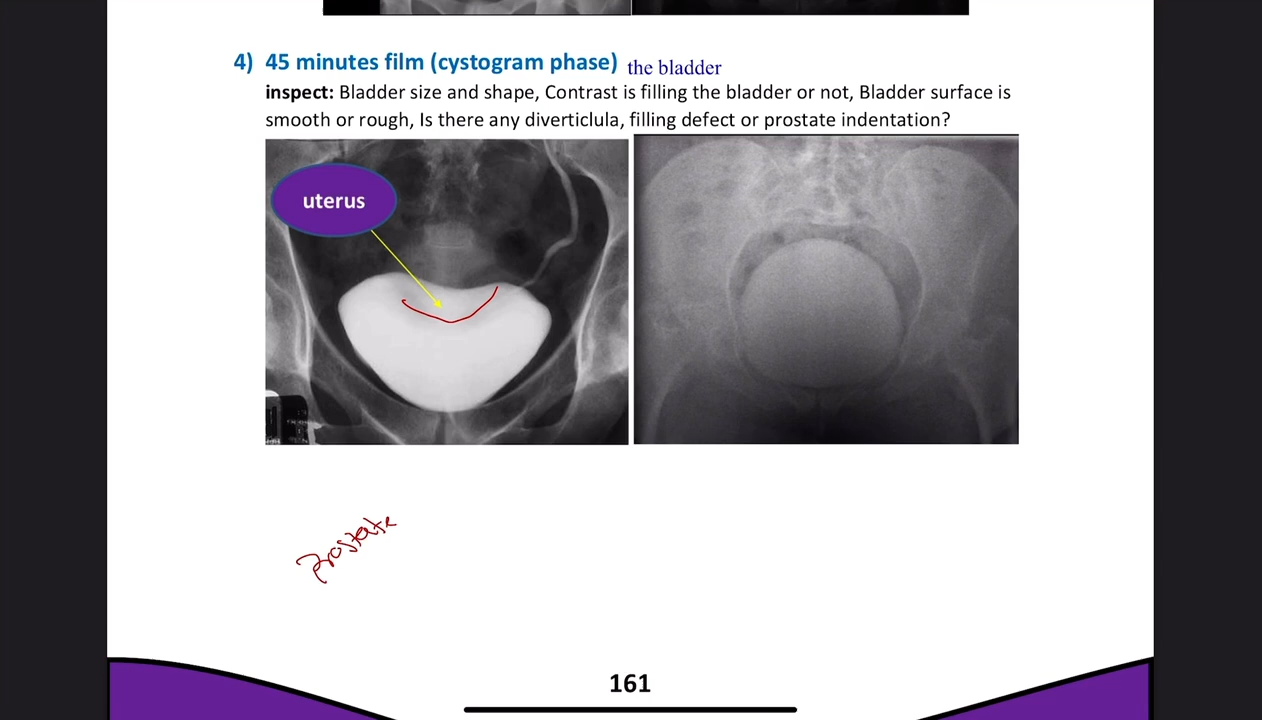 4) 45 minutes film (cystogram phase) the bladder
inspect: Bladder size and shape, Contrast is filling the bladder or not, Bladder surface is
smooth or rough, Is there any diverticlula, filling defect or prostate indentation?
uterus
Prostate
161